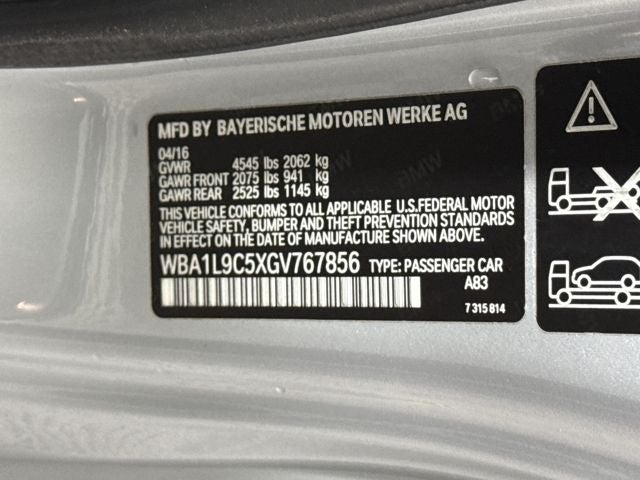 MFD BY BAYERISCHE MOTOREN WERKE AG
04/16
GVWR 4545 lbs 2062 kg
GAWR FRONT 2075 lbs 941 kg
GAWR REAR 2525 lbs 1145 kg
THIS VEHICLE CONFORMS TO ALL APPLICABLE U.S.FEDERAL MOTOR
VEHICLE SAFETY, BUMPER AND THEFT PREVENTION STANDARDS
IN EFFECT ON THE DATE OF MANUFACTURE SHOWN ABOVE.
WBA1L9C5XGV767856 TYPE: PASSENGER CAR
A83
7 315 814